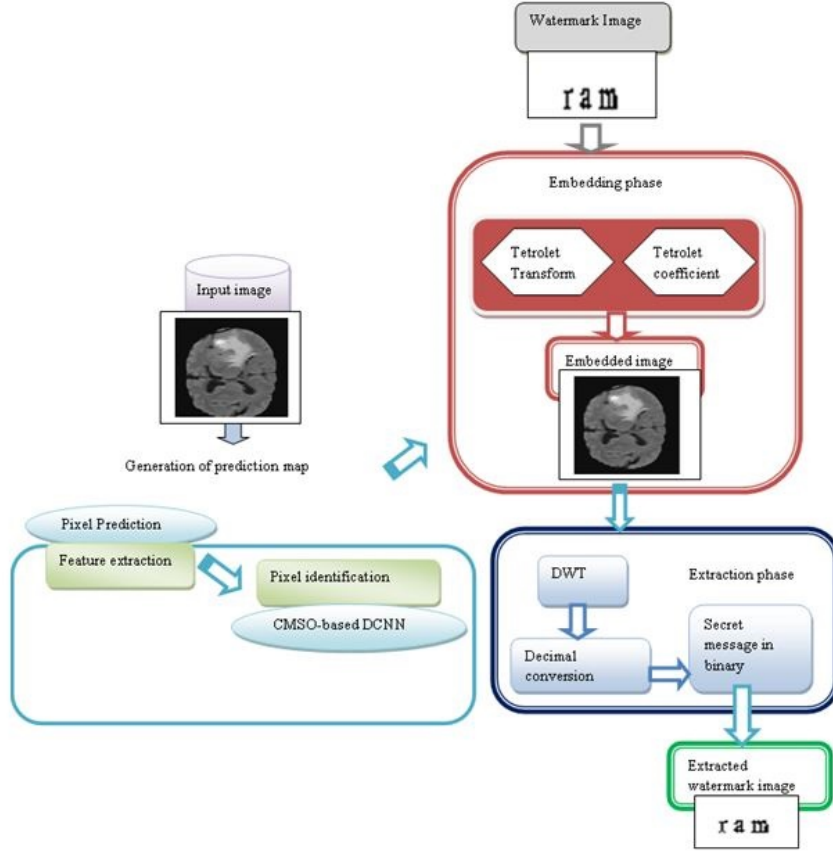 Watermark Image
ram
Embedding phase
Tetrolet
Transform
Tetrolet
coefficient
Input image
Embedded image
Generation of prediction map
Pixel Prediction
Feature extraction
Pixel identification
CMSO-based DCNN
DWT
Extraction phase
Decimal
conversion
Secret
message in
binary
Extracted
watermark image
ram